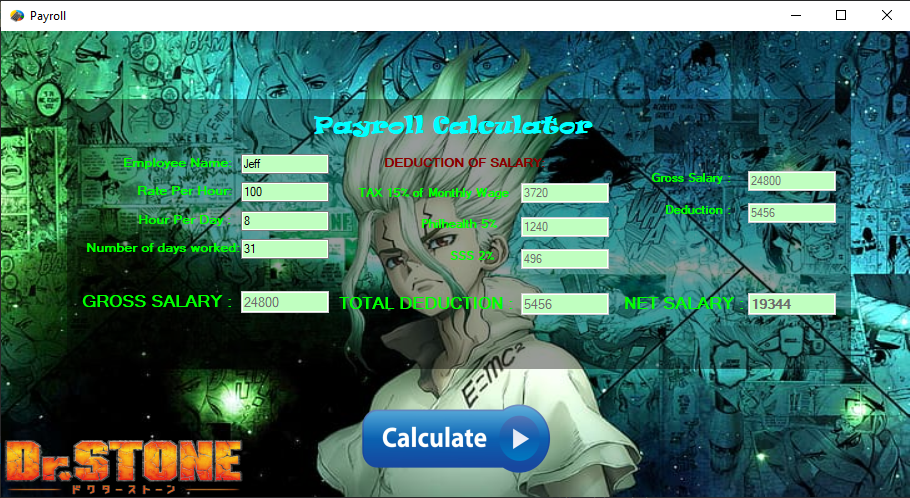 Payroll
Payroll Calculator
Employee Name: Jeff
Rate Per Hour: 100
Hour Per Day: 8
Number of days worked: 31
GROSS SALARY : 24800
DEDUCTION OF SALARY
TAX 15% of Monthly Wage 3720
Philhealth 5% 1240
SSS 2% 496
TOTAL DEDUCTION 5456
Gross Salary : 24800
Deduction : 5456
NET SALARY 19344
E=MC²
Calculate
Dr.STONE
ドクターストーン